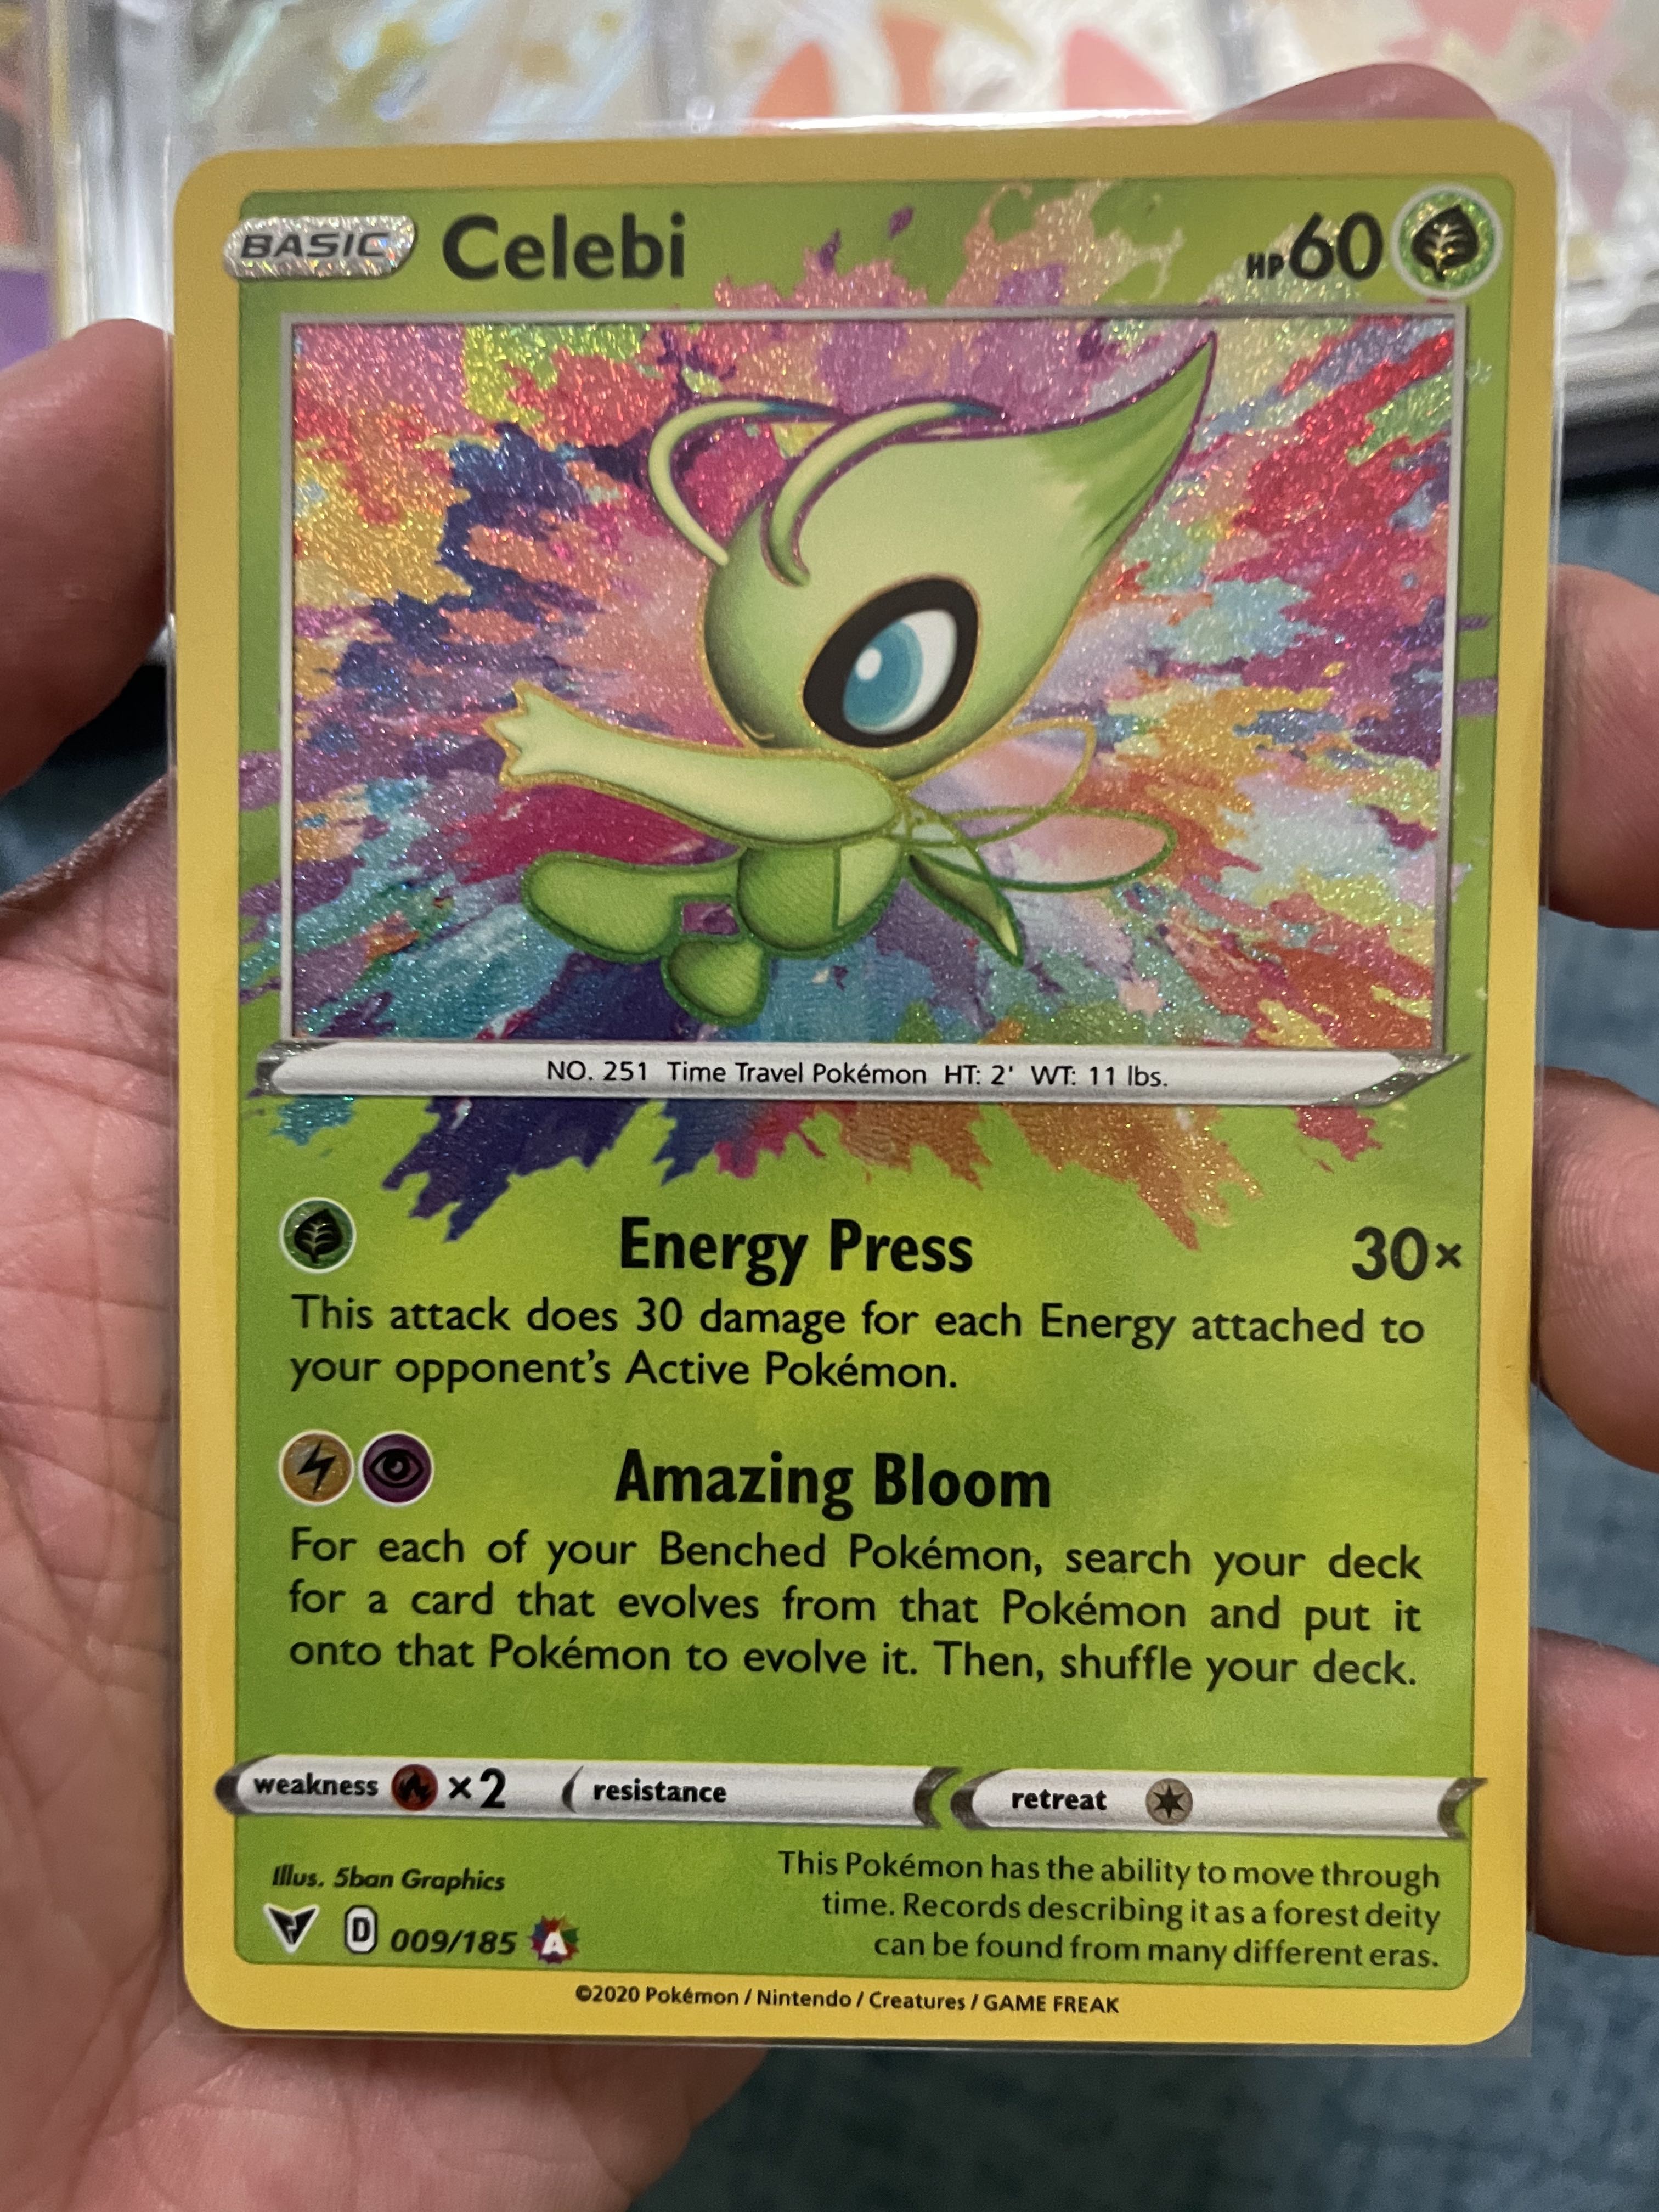 BASIC Celebi HP 60
NO. 251 Time Travel Pokémon HT: 2' WT: 11 lbs.
Energy Press 30×
This attack does 30 damage for each Energy attached to
your opponent's Active Pokémon.
Amazing Bloom
For each of your Benched Pokémon, search your deck
for a card that evolves from that Pokémon and put it
onto that Pokémon to evolve it. Then, shuffle your deck.
weakness ×2 resistance retreat
Illus. 5ban Graphics
D 009/185 A
This Pokémon has the ability to move through
time. Records describing it as a forest deity
can be found from many different eras.
©2020 Pokémon / Nintendo / Creatures / GAME FREAK